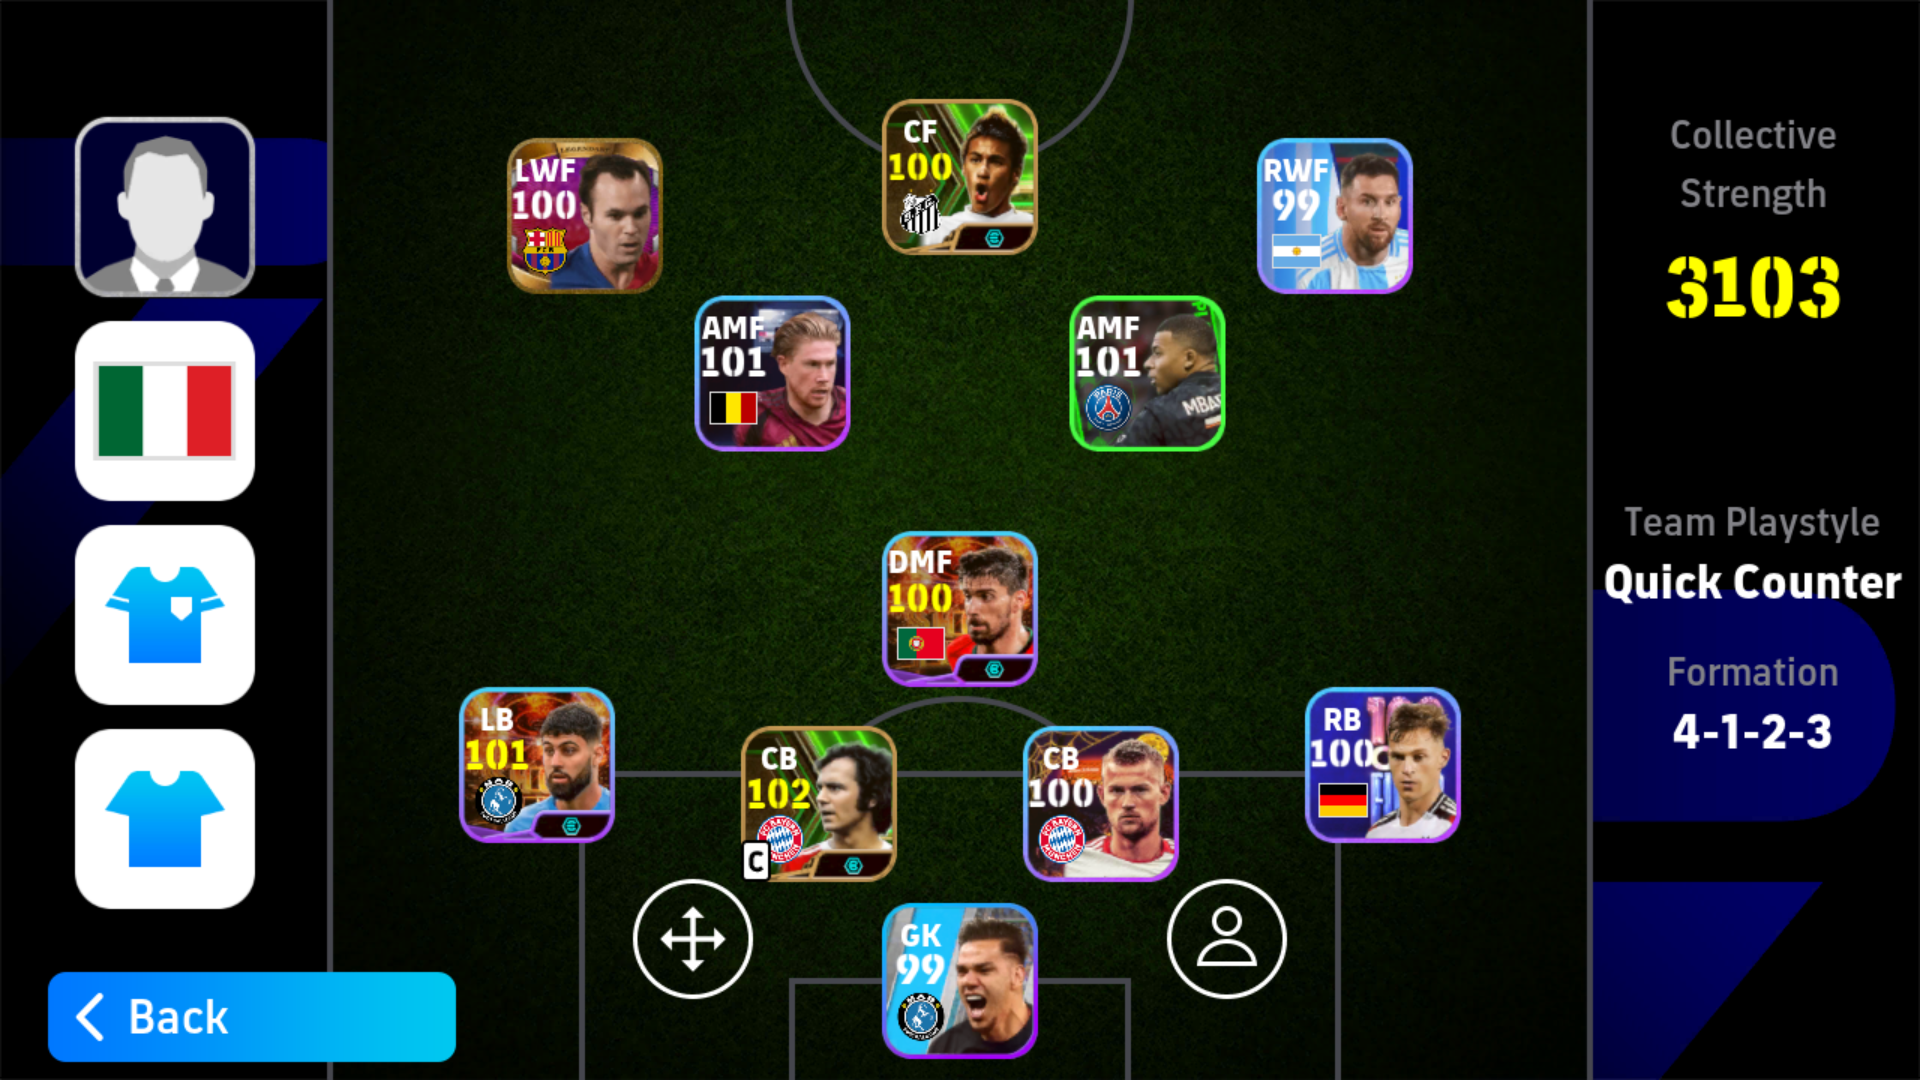 CF
100
LWF
100
RWF
99
AMF
101
AMF
101
MBA
DMF
100
LB
101
CB
102
C
CB
100
RB
100
GK
99
Back
Collective
Strength
3103
Team Playstyle
Quick Counter
Formation
4-1-2-3